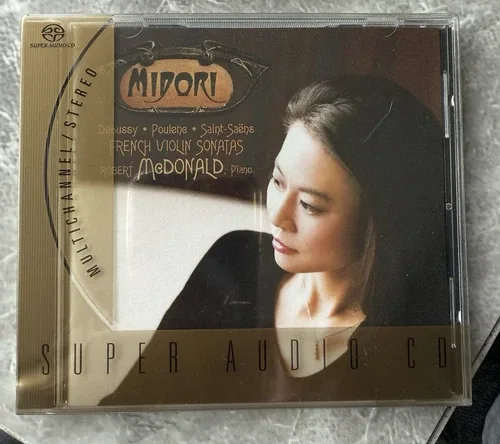 SUPER AUDIO CD
MULTICHANNEL/STEREO
MIDORI
Debussy • Poulenc • Saint-Saëns
FRENCH VIOLIN SONATAS
ROBERT McDONALD, Piano
SUPER AUDIO CD